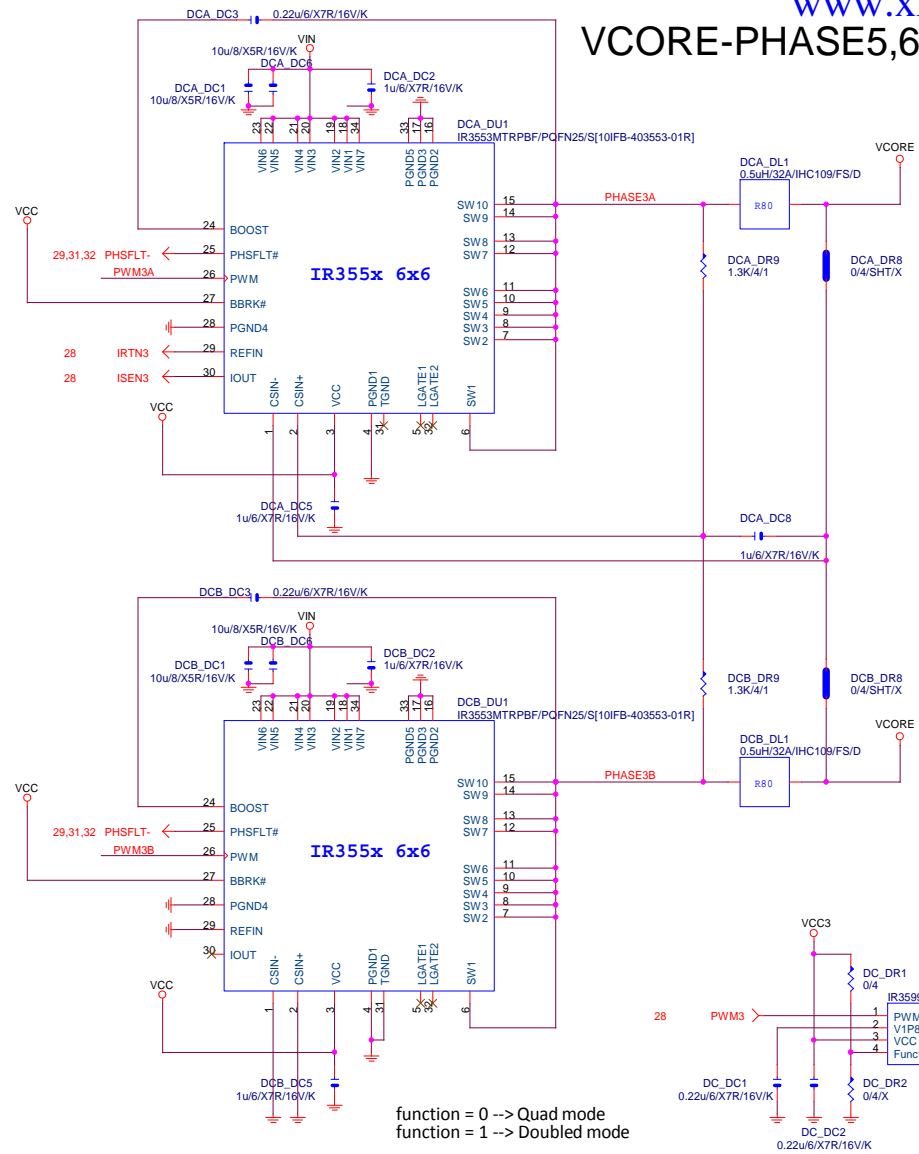 www.x
VCORE-PHASE5,6
DCA_DC3 0.22u/6/X7R/16V/K
VIN
10u/8/X5R/16V/K
DCA_DC6
DCA_DC1
10u/8/X5R/16V/K
DCA_DC2
1u/6/X7R/16V/K
DCA_DU1
IR3553MTRPBF/PQFN25/S[10IFB-403553-01R]
23 22 21 20 19 18 34 33 17 16
VIN6 VIN5 VIN4 VIN3 VIN2 VIN1 VIN7 PGND5 PGND3 PGND2
VCC
24 BOOST
29,31,32 PHSFLT- 25 PHSFLT#
PWM3A 26 PWM
27 BBRK#
28 PGND4
28 IRTN3 29 REFIN
28 ISEN3 30 IOUT
IR355x 6x6
SW10 15
SW9 14
SW8 13
SW7 12
SW6 11
SW5 10
SW4 9
SW3 8
SW2 7
CSIN- CSIN+ VCC PGND1 TGND LGATE1 LGATE2 SW1
1 2 3 4 31 5 32 6
PHASE3A
DCA_DL1
0.5uH/32A/IHC109/FS/D
R80
VCORE
DCA_DR9
1.3K/4/1
DCA_DR8
0/4/SHT/X
VCC
DCA_DC5
1u/6/X7R/16V/K
DCA_DC8
1u/6/X7R/16V/K
DCB_DC3 0.22u/6/X7R/16V/K
VIN
10u/8/X5R/16V/K
DCB_DC6
DCB_DC1
10u/8/X5R/16V/K
DCB_DC2
1u/6/X7R/16V/K
DCB_DU1
IR3553MTRPBF/PQFN25/S[10IFB-403553-01R]
DCB_DR9
1.3K/4/1
DCB_DR8
0/4/SHT/X
23 22 21 20 19 18 34 33 17 16
VIN6 VIN5 VIN4 VIN3 VIN2 VIN1 VIN7 PGND5 PGND3 PGND2
VCC
24 BOOST
29,31,32 PHSFLT- 25 PHSFLT#
PWM3B 26 PWM
27 BBRK#
28 PGND4
29 REFIN
30 IOUT
IR355x 6x6
SW10 15
SW9 14
SW8 13
SW7 12
SW6 11
SW5 10
SW4 9
SW3 8
SW2 7
CSIN- CSIN+ VCC PGND1 TGND LGATE1 LGATE2 SW1
1 2 3 4 31 5 32 6
PHASE3B
DCB_DL1
0.5uH/32A/IHC109/FS/D
R80
VCORE
VCC
DCB_DC5
1u/6/X7R/16V/K
VCC3
DC_DR1
0/4
IR3599
28 PWM3
1 PWM
2 V1P8
3 VCC
4 Func
DC_DC1
0.22u/6/X7R/16V/K
DC_DR2
0/4/X
DC_DC2
0.22u/6/X7R/16V/K
function = 0 --> Quad mode
function = 1 --> Doubled mode